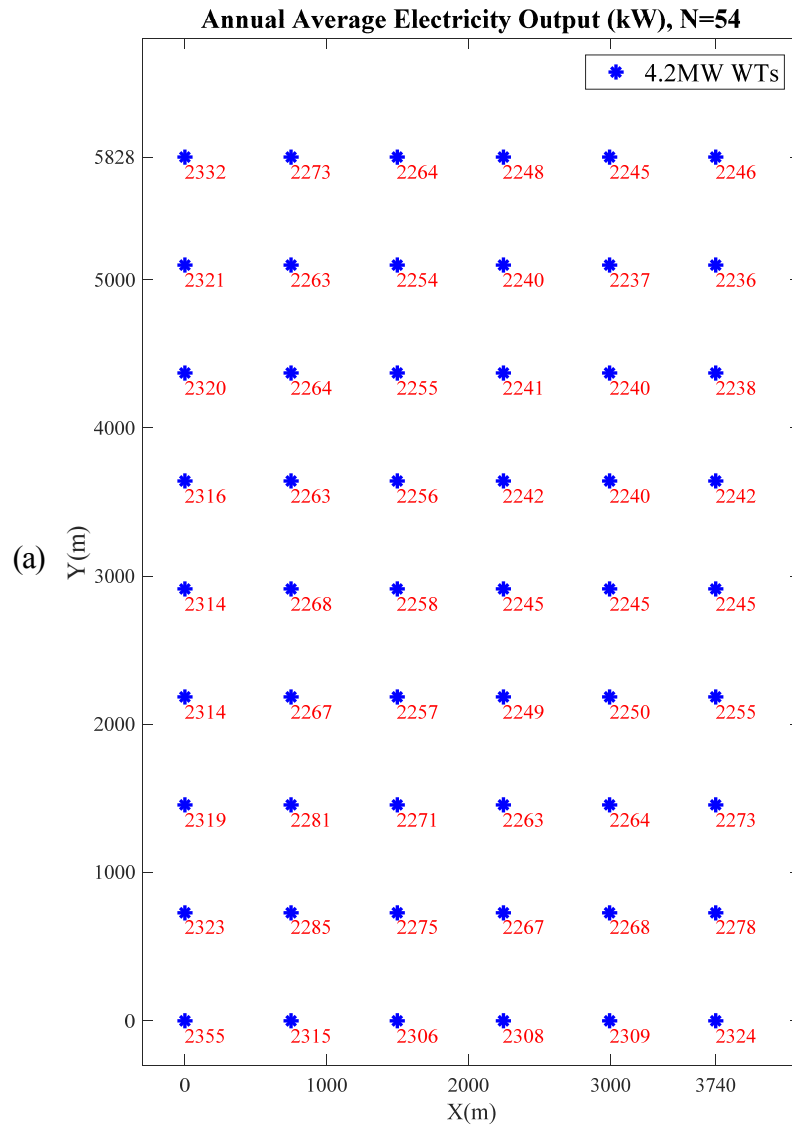 Annual Average Electricity Output (kW), N=54
4.2MW WTs
5828
2332 2273 2264 2248 2245 2246
5000
2321 2263 2254 2240 2237 2236
2320 2264 2255 2241 2240 2238
4000
2316 2263 2256 2242 2240 2242
(a)
Y(m)
3000
2314 2268 2258 2245 2245 2245
2314 2267 2257 2249 2250 2255
2000
2319 2281 2271 2263 2264 2273
1000
2323 2285 2275 2267 2268 2278
0
2355 2315 2306 2308 2309 2324
0 1000 2000 3000 3740
X(m)